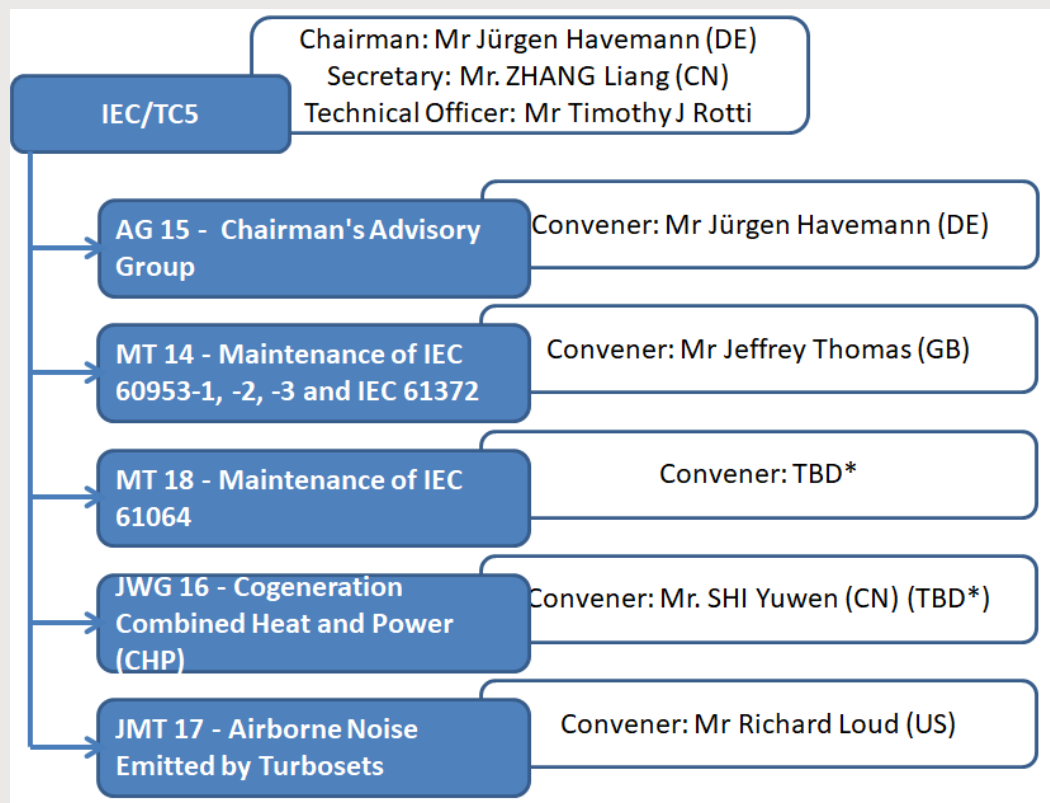 Chairman: Mr Jürgen Havemann (DE)
Secretary: Mr. ZHANG Liang (CN)
Technical Officer: Mr Timothy J Rotti
IEC/TC5
AG 15 - Chairman's Advisory
Group
Convener: Mr Jürgen Havemann (DE)
MT 14 - Maintenance of IEC
60953-1, -2, -3 and IEC 61372
Convener: Mr Jeffrey Thomas (GB)
MT 18 - Maintenance of IEC
61064
Convener: TBD*
JWG 16 - Cogeneration
Combined Heat and Power
(CHP)
Convener: Mr. SHI Yuwen (CN) (TBD*)
JMT 17 - Airborne Noise
Emitted by Turbosets
Convener: Mr Richard Loud (US)